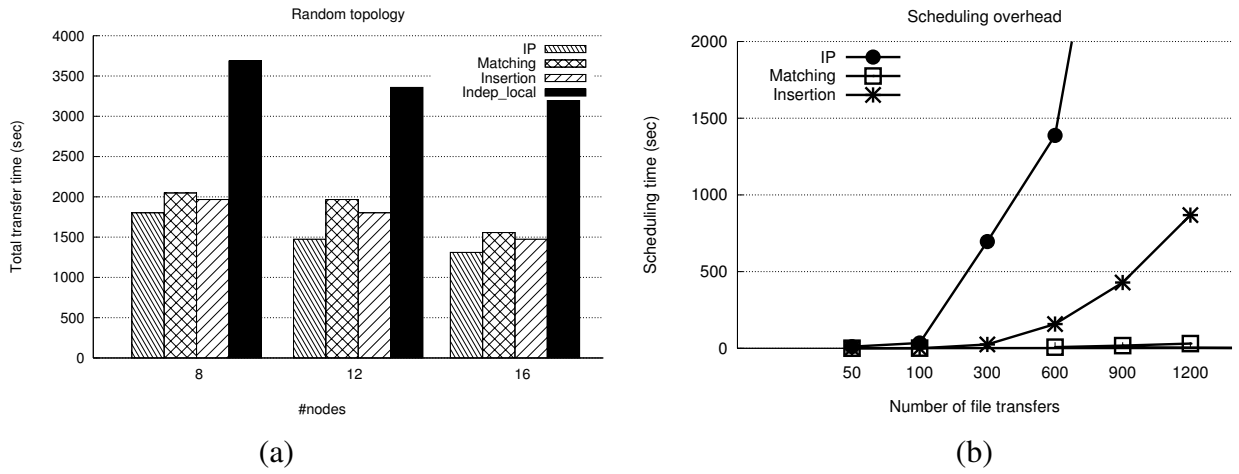 Random topology
4000
3500
3000
2500
2000
1500
1000
500
0
Total transfer time (sec)
IP
Matching
Insertion
Indep_local
8
12
16
#nodes
(a)
Scheduling overhead
2000
1500
1000
500
0
Scheduling time (sec)
IP
Matching
Insertion
50
100
300
600
900
1200
Number of file transfers
(b)